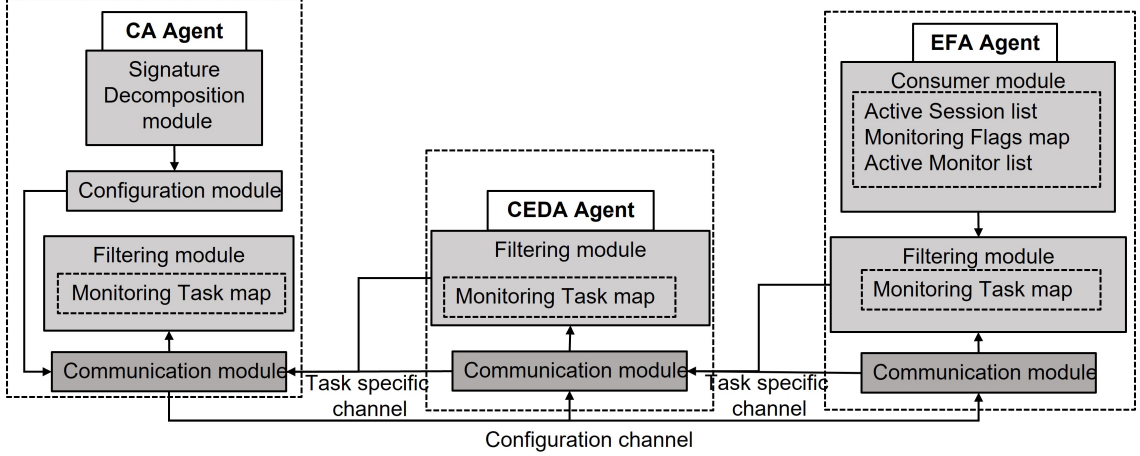 CA Agent
Signature
Decomposition
module
Configuration module
Filtering module
Monitoring Task map
Communication module
CEDA Agent
Filtering module
Monitoring Task map
Communication module
EFA Agent
Consumer module
Active Session list
Monitoring Flags map
Active Monitor list
Filtering module
Monitoring Task map
Communication module
Task specific
channel
Task specific
channel
Configuration channel